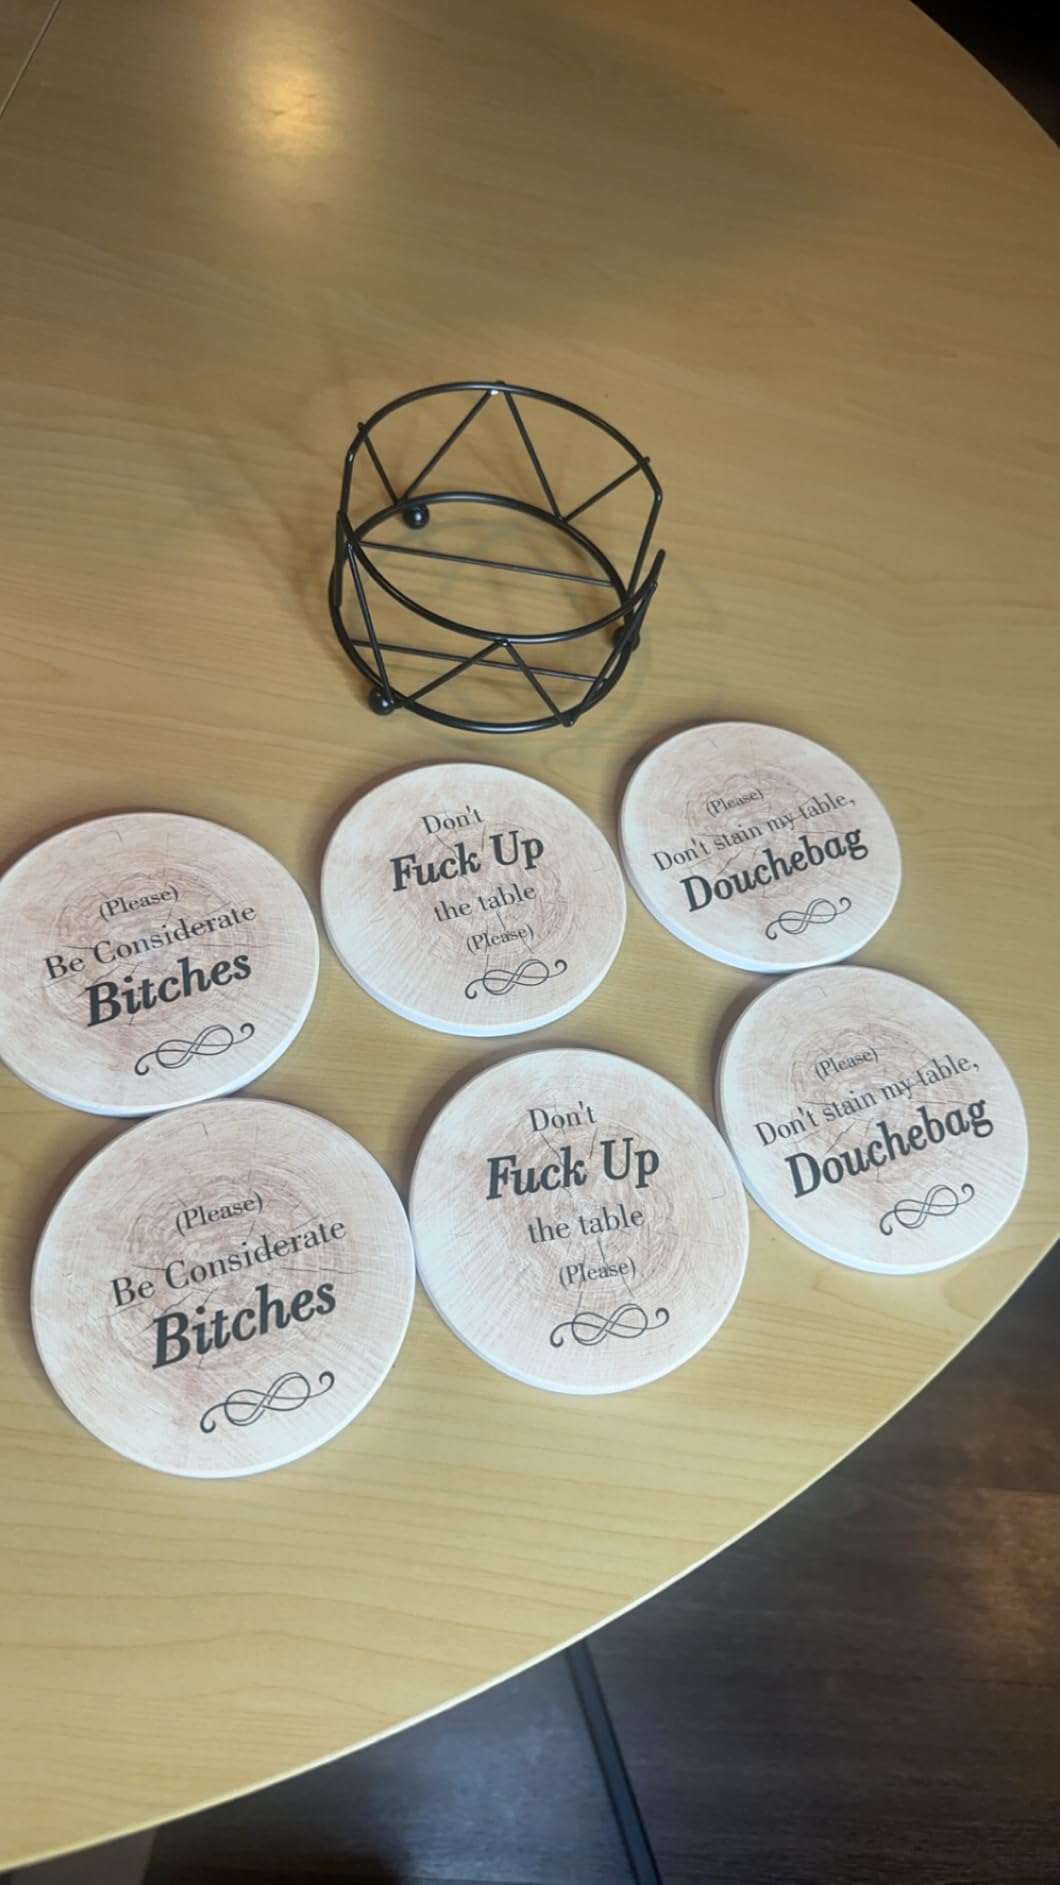 (Please)
Be Considerate
Bitches
Don't
Fuck Up
the table
(Please)
(Please)
Don't stain my table,
Douchebag
(Please)
Be Considerate
Bitches
Don't
Fuck Up
the table
(Please)
(Please)
Don't stain my table,
Douchebag